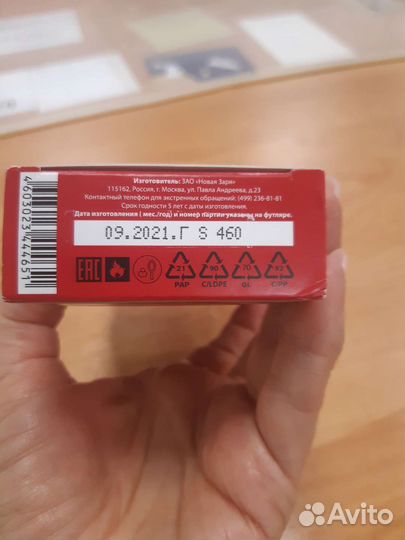 Изготовитель: ЗАО «Новая Заря»
115162, Россия, г. Москва, ул. Павла Андреева, д.23
Контактный телефон для экстренных обращений: (499) 236-81-81
Срок годности 5 лет с даты изготовления.
Дата изготовления ( мес./год) и номер партии указаны на футляре.
09.2021.Г S 460
EAC
21 90 70 92
PAP C/LDPE GL C/PP
Avito